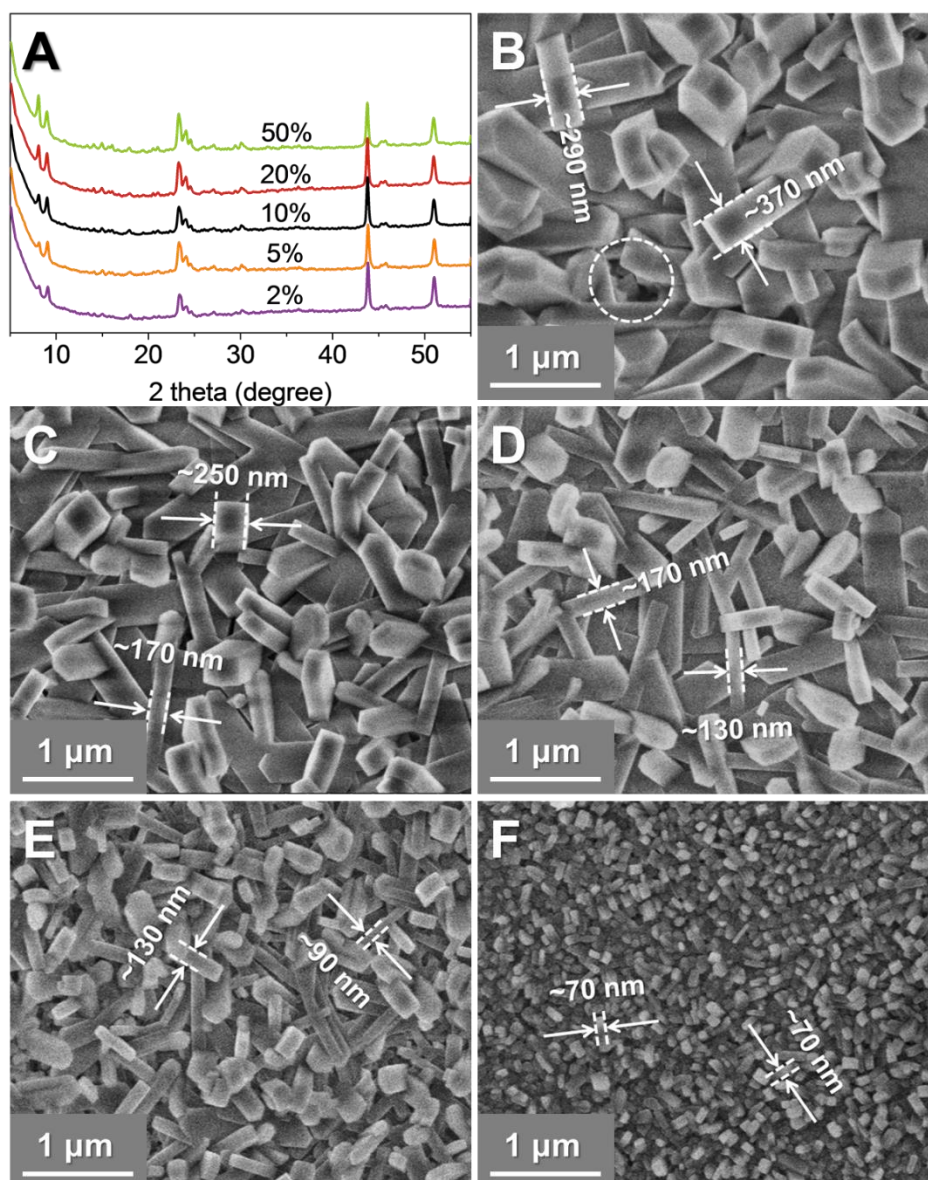 A
50%
20%
10%
5%
2%
10 20 30 40 50
2 theta (degree)
B
~290 nm
~370 nm
1 µm
C
~250 nm
~170 nm
1 µm
D
~170 nm
~130 nm
1 µm
E
~130 nm
~90 nm
1 µm
F
~70 nm
~70 nm
1 µm